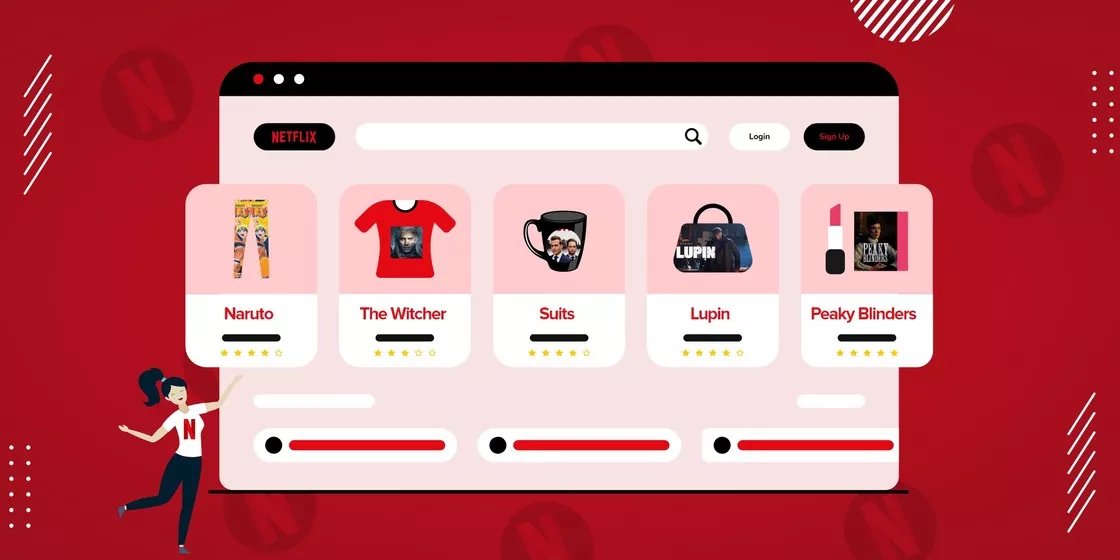 NETFLIX
Login
Sign Up
LUPIN
PEAKY
BLINDERS
Naruto
The Witcher
Suits
Lupin
Peaky Blinders
N
N
N
N
N
N
N